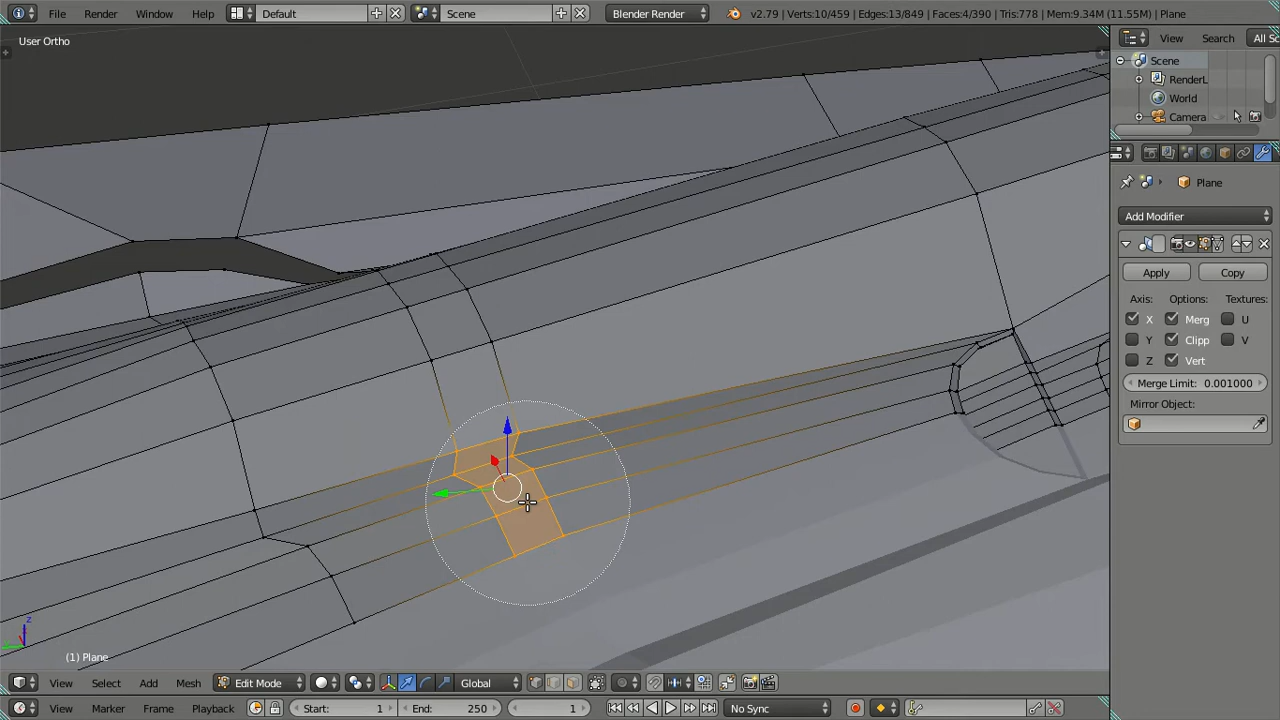 File Render Window Help Default Scene Blender Render v2.79 | Verts:10/459 | Edges:13/849 | Faces:4/390 | Tris:778 | Mem:9.34M (11.55M) | Plane
User Ortho
View Search All Sc
Scene
RenderL
World
Camera
Plane
Add Modifier
Apply Copy
Axis: Options: Textures:
X Merg U
Y Clipp V
Z Vert
Merge Limit: 0.001000
Mirror Object:
z
(1) Plane
View Select Add Mesh Edit Mode Global
View Marker Frame Playback Start: 1 End: 250 1 No Sync